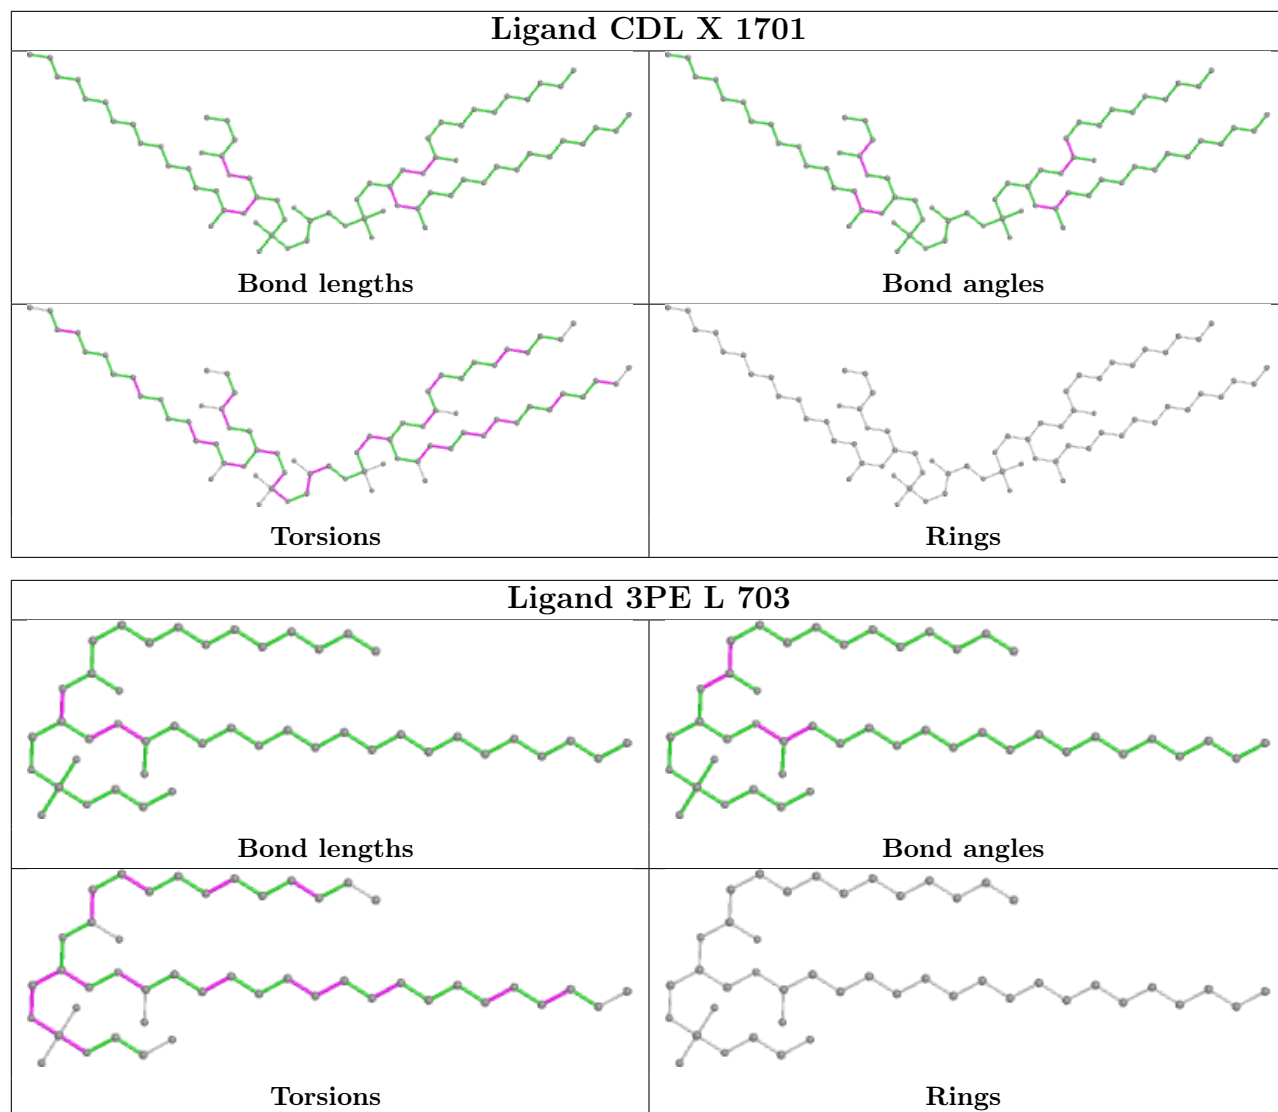 Ligand CDL X 1701
Bond lengths
Bond angles
Torsions
Rings
Ligand 3PE L 703
Bond lengths
Bond angles
Torsions
Rings